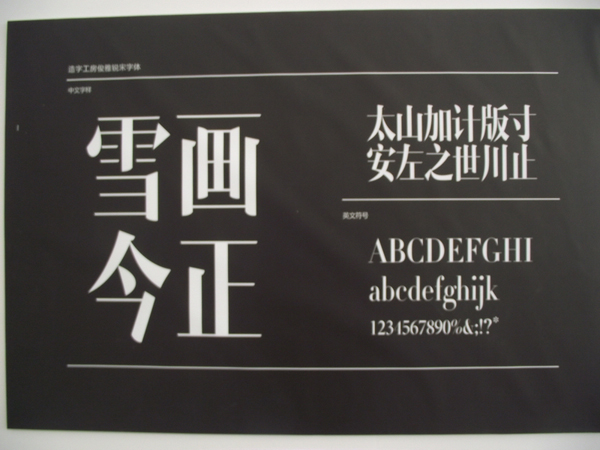 造字工房俊雅锐宋字体
中文字样
雪画
今正
太山加计版寸
安左之世川止
英文符号
ABCDEFGHI
abcdefghijk
1234567890%&;!?*